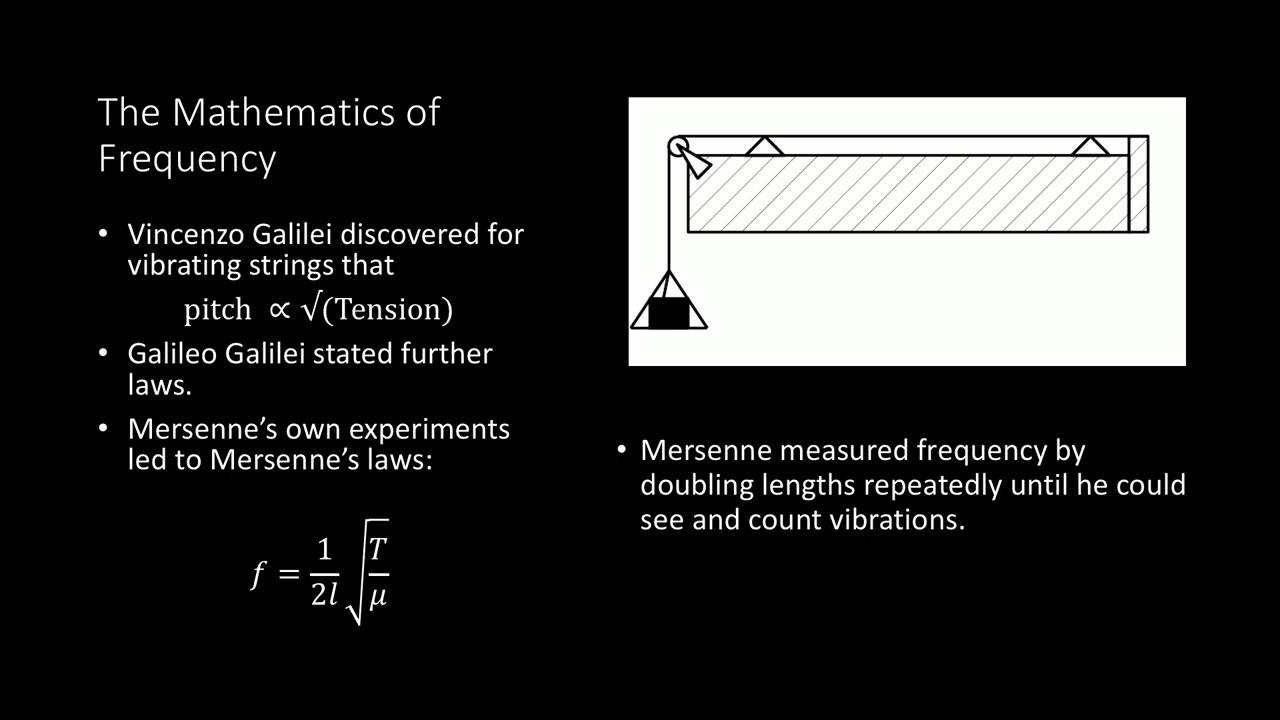 The Mathematics of
Frequency
• Vincenzo Galilei discovered for
vibrating strings that
pitch ∝ √(Tension)
• Galileo Galilei stated further
laws.
• Mersenne’s own experiments
led to Mersenne’s laws:
f = 1/2l √(T/μ)
• Mersenne measured frequency by
doubling lengths repeatedly until he could
see and count vibrations.